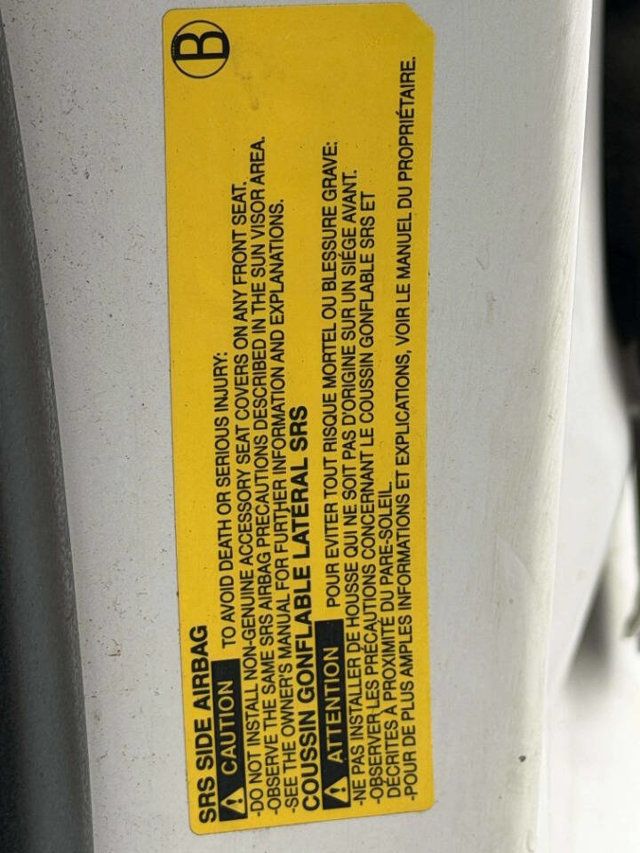 SRS SIDE AIRBAG
CAUTION TO AVOID DEATH OR SERIOUS INJURY:
-DO NOT INSTALL NON-GENUINE ACCESSORY SEAT COVERS ON ANY FRONT SEAT.
-OBSERVE THE SAME SRS AIRBAG PRECAUTIONS DESCRIBED IN THE SUN VISOR AREA.
-SEE THE OWNER'S MANUAL FOR FURTHER INFORMATION AND EXPLANATIONS.
COUSSIN GONFLABLE LATÉRAL SRS
ATTENTION POUR EVITER TOUT RISQUE MORTEL OU BLESSURE GRAVE:
-NE PAS INSTALLER DE HOUSSE QUI NE SOIT PAS D'ORIGINE SUR UN SIÉGE AVANT.
-OBSERVER LES PRÉCAUTIONS CONCERNANT LE COUSSIN GONFLABLE SRS ET
DÉCRITES À PROXIMITÉ DU PARE-SOLEIL.
-POUR DE PLUS AMPLES INFORMATIONS ET EXPLICATIONS, VOIR LE MANUEL DU PROPRIÉTAIRE.
B